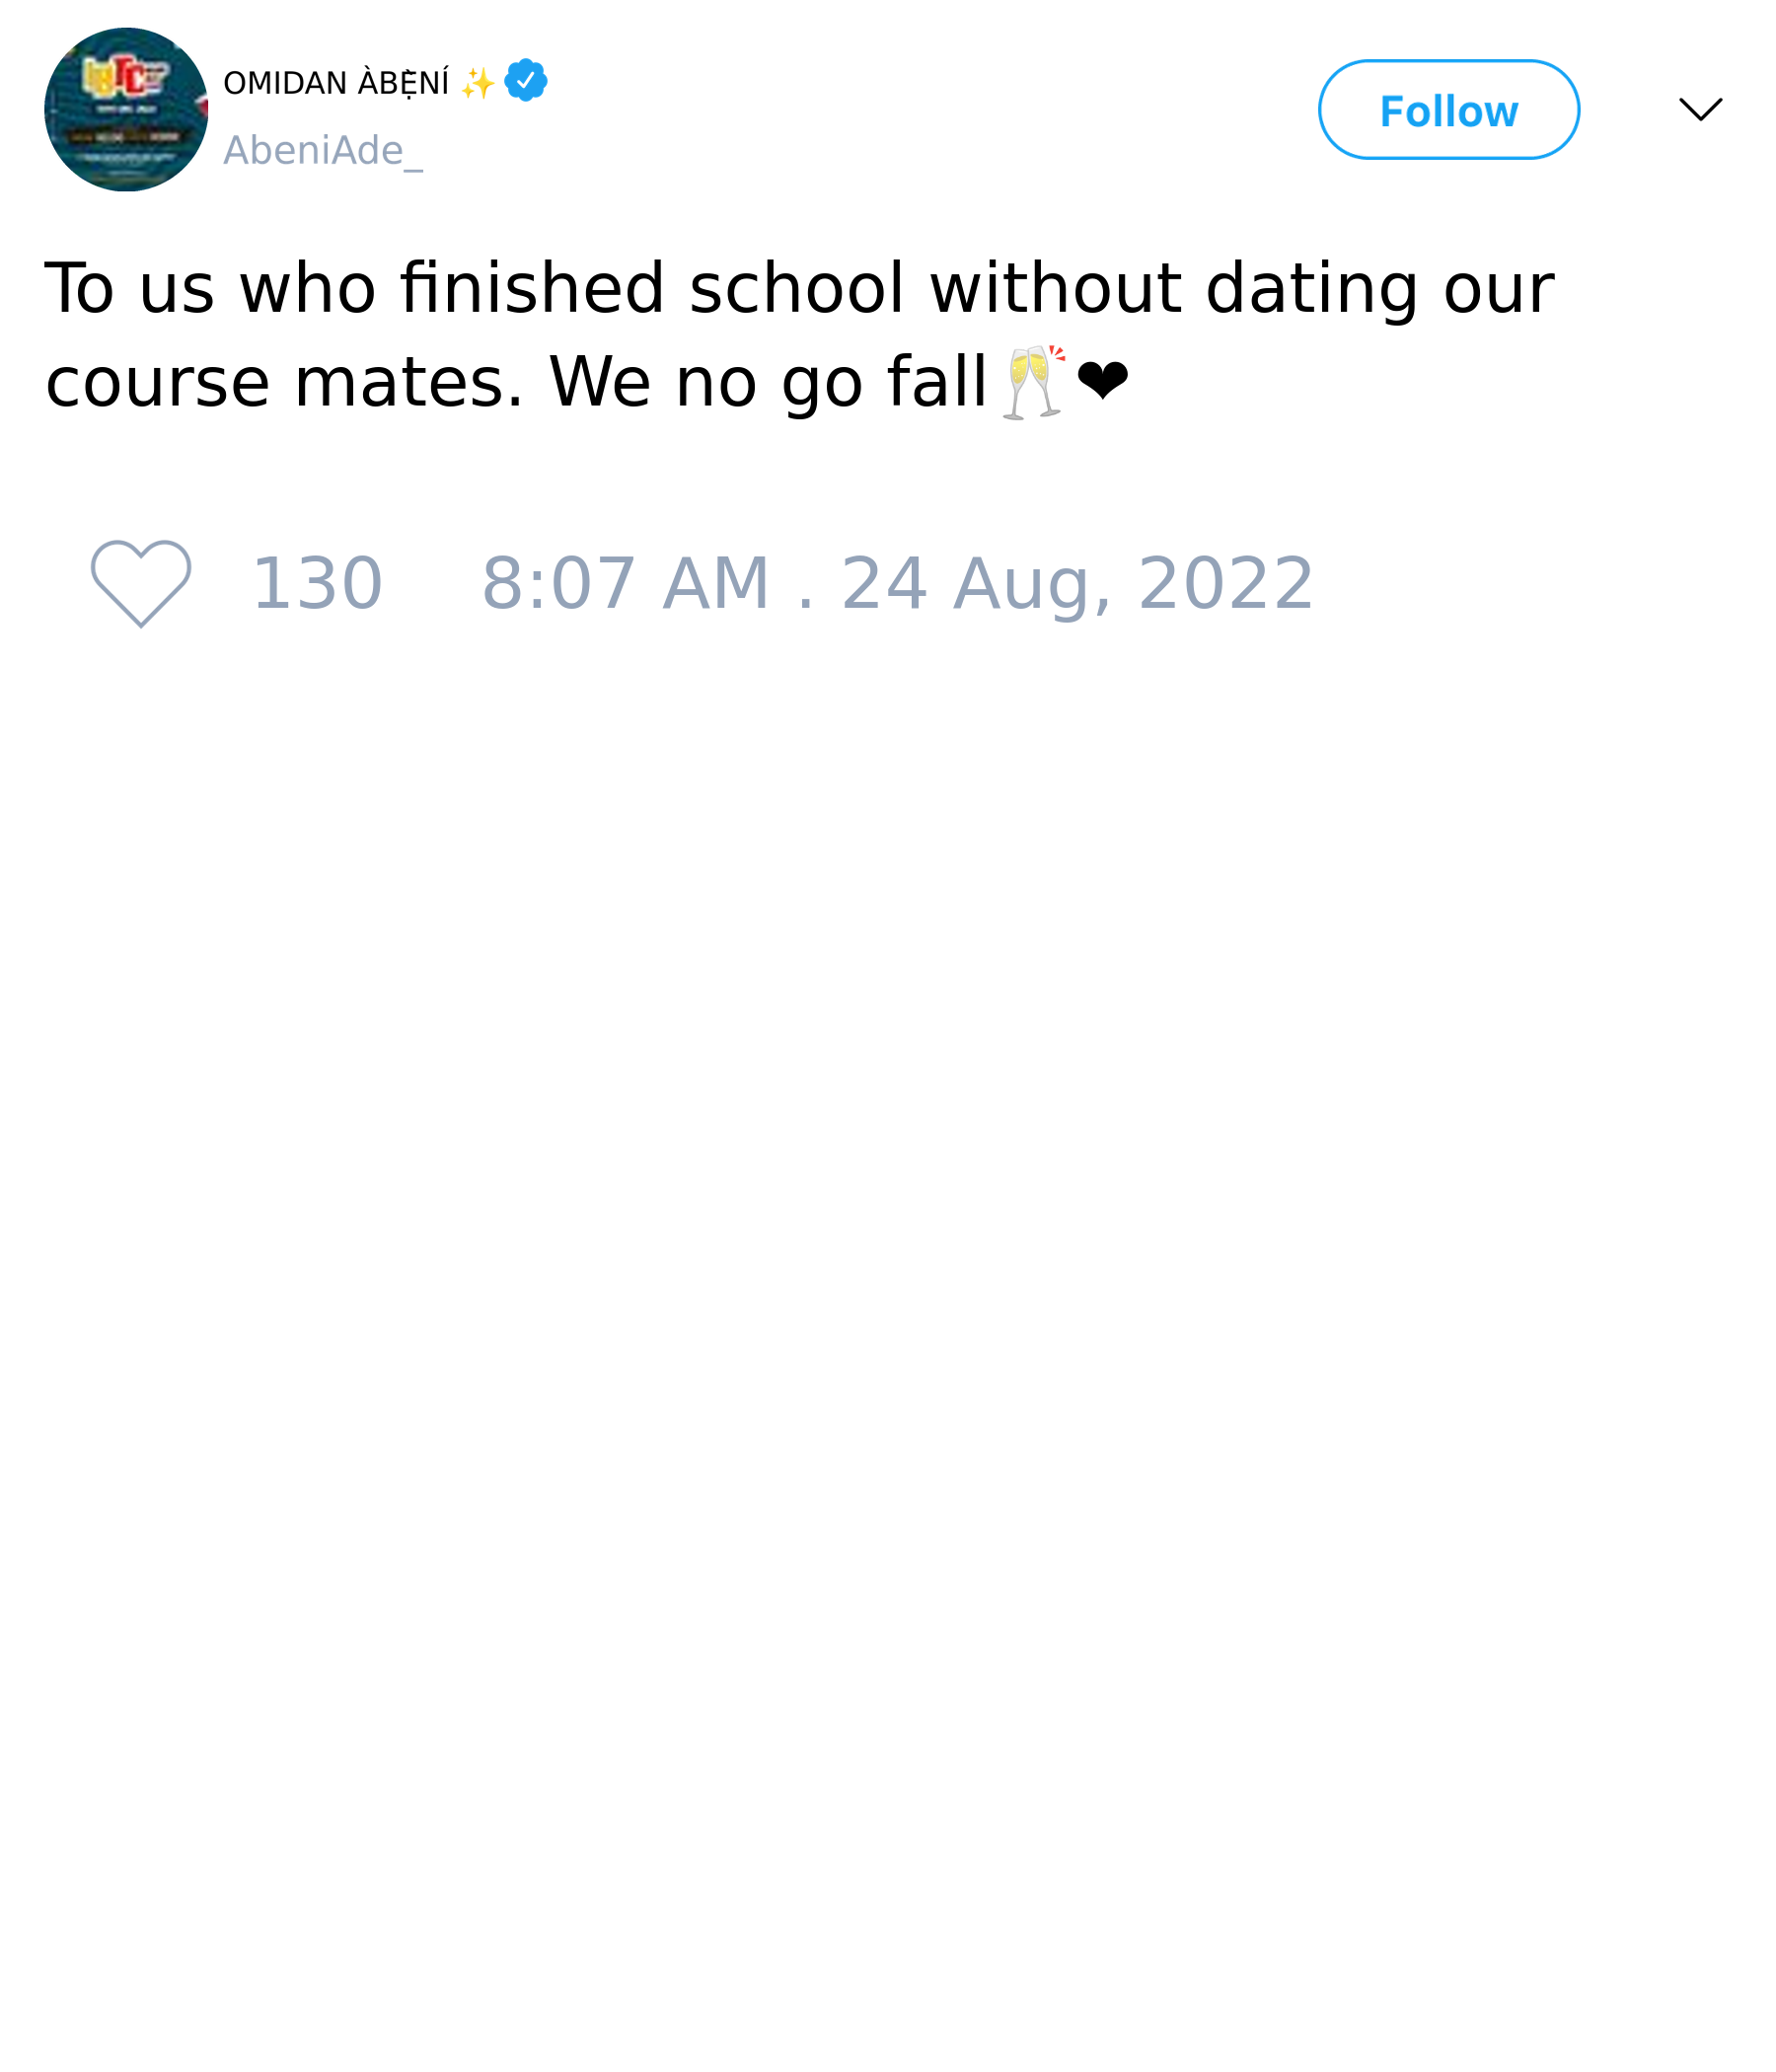 OMIDAN ÀBẸ̀NÍ ✨
AbeniAde_
Follow
To us who finished school without dating our
course mates. We no go fall🥂❤
130 8:07 AM . 24 Aug, 2022